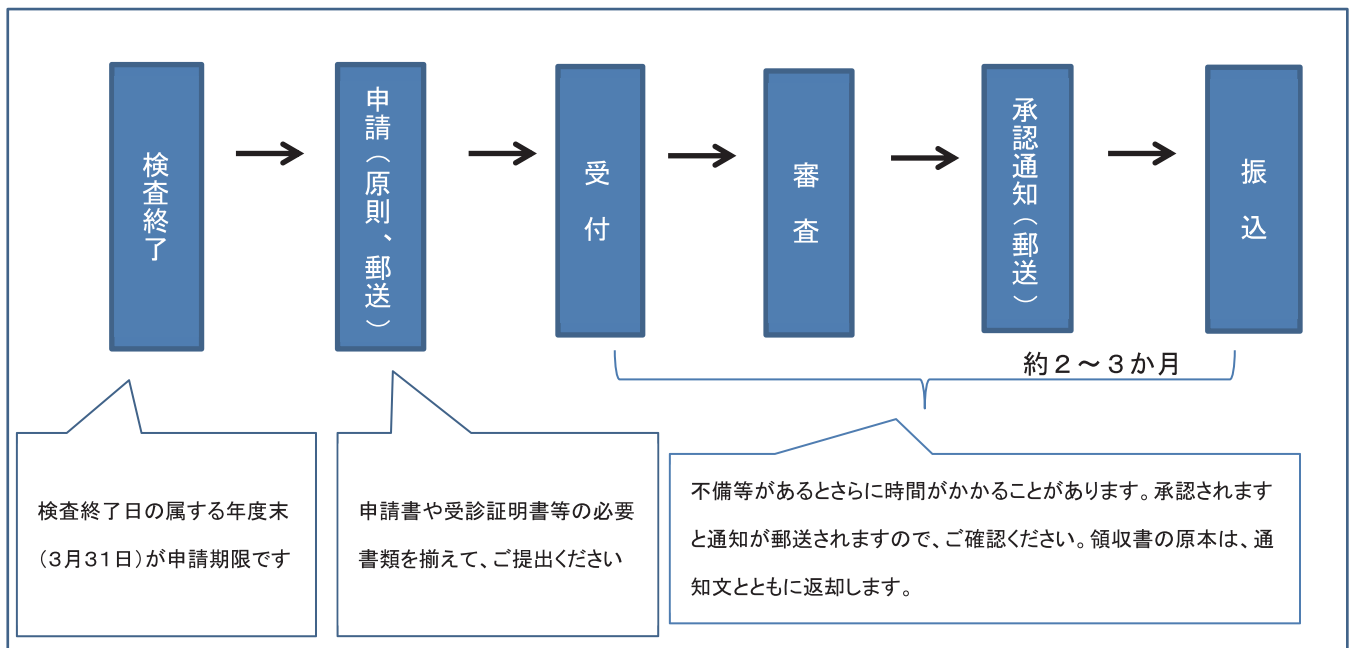 検査終了
申請（原則、郵送）
受付
審査
承認通知（郵送）
振込
約２～３か月
検査終了日の属する年度末
（３月３１日）が申請期限です
申請書や受診証明書等の必要
書類を揃えて、ご提出ください
不備等があるとさらに時間がかかることがあります。承認されます
と通知が郵送されますので、ご確認ください。領収書の原本は、通
知文とともに返却します。